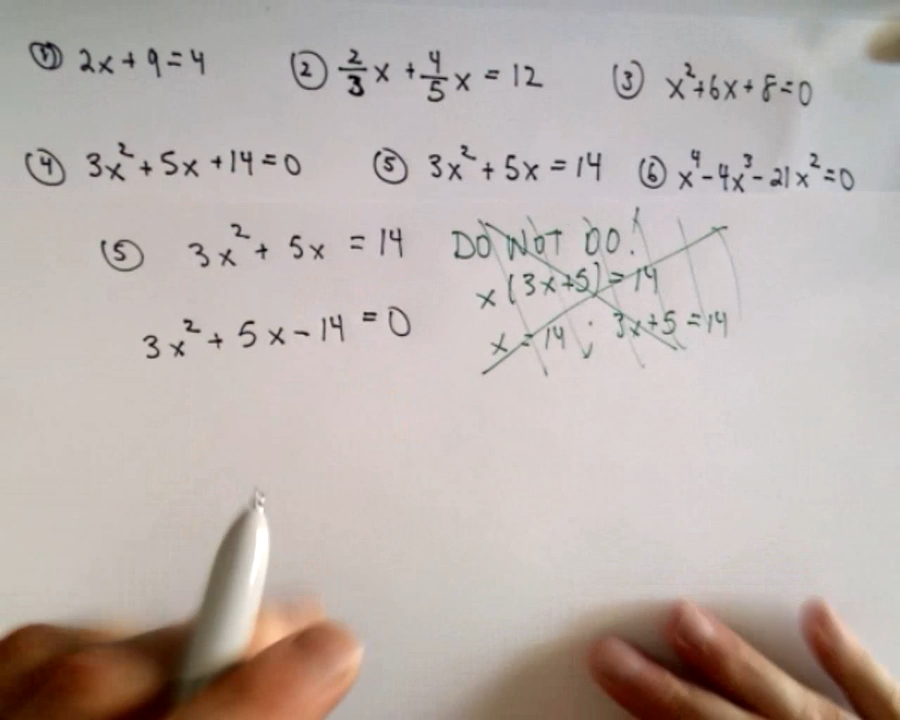 ① 2x + 9 = 4 ② 2/3 x + 4/5 x = 12 ③ x² + 6x + 8 = 0
④ 3x² + 5x + 14 = 0 ⑤ 3x² + 5x = 14 ⑥ x⁴ - 4x³ - 21x² = 0
⑤ 3x² + 5x = 14 DO NOT DO!
x (3x+5) = 14
3x² + 5x - 14 = 0 x = 14 ; 3x+5 = 14